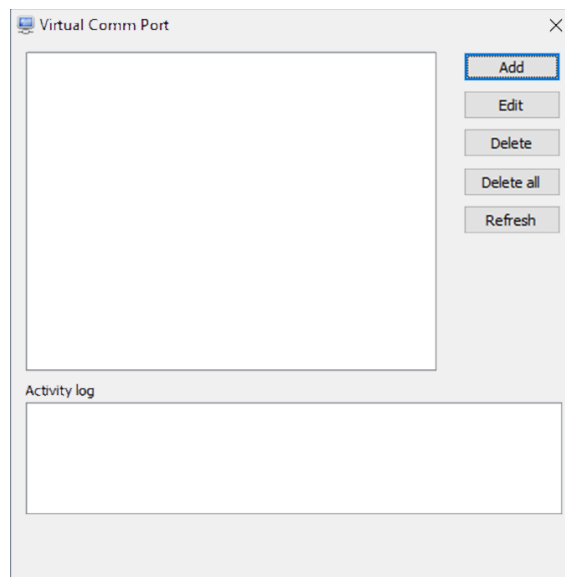 Virtual Comm Port
Add
Edit
Delete
Delete all
Refresh
Activity log